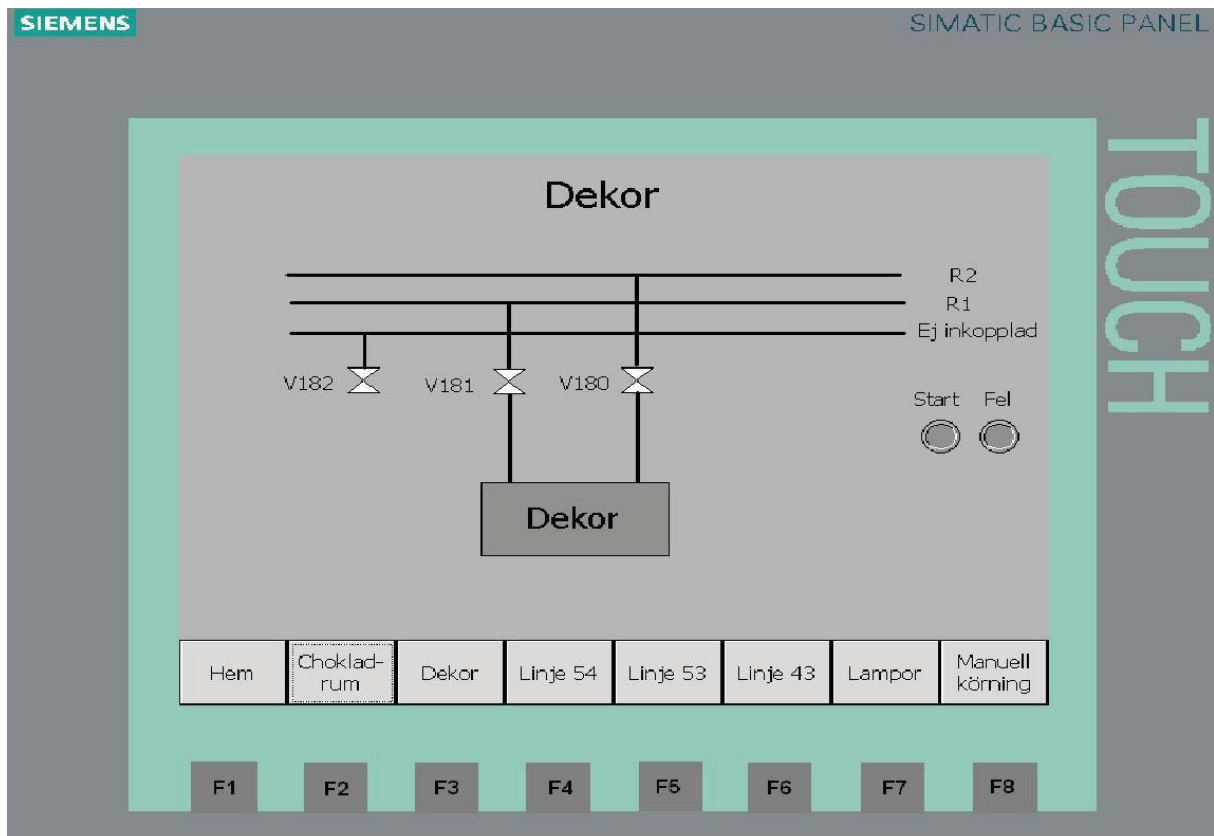 SIEMENS
SIMATIC BASIC PANEL
TOUCH
Dekor
R2
R1
Ej inkopplad
V182
V181
V180
Start Fel
Dekor
Hem
Choklad-
rum
Dekor
Linje 54
Linje 53
Linje 43
Lampor
Manuell
körning
F1 F2 F3 F4 F5 F6 F7 F8